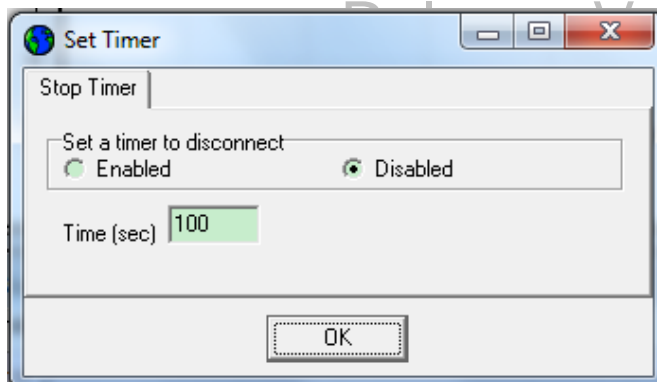 Set Timer
Stop Timer
Set a timer to disconnect
Enabled Disabled
Time (sec) 100
OK